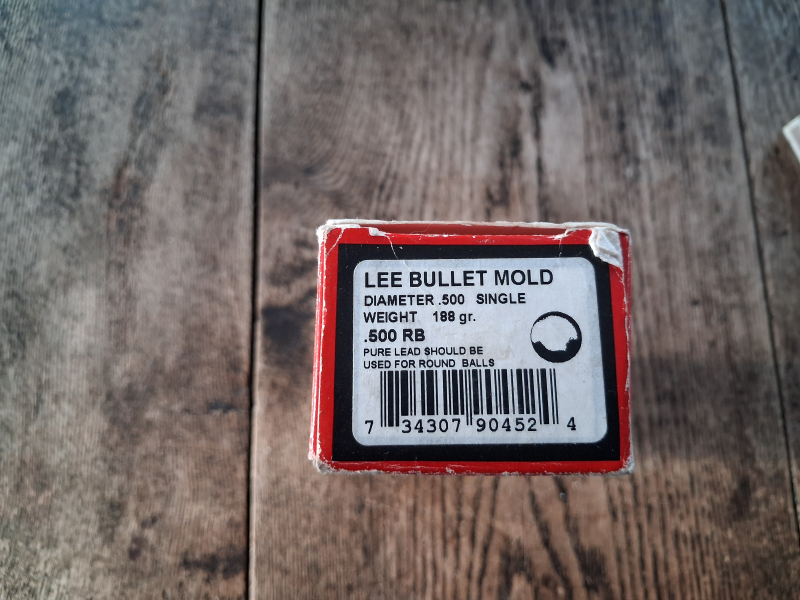 LEE BULLET MOLD
DIAMETER .500 SINGLE
WEIGHT 188 gr.
.500 RB
PURE LEAD SHOULD BE
USED FOR ROUND BALLS
7 34307 90452 4